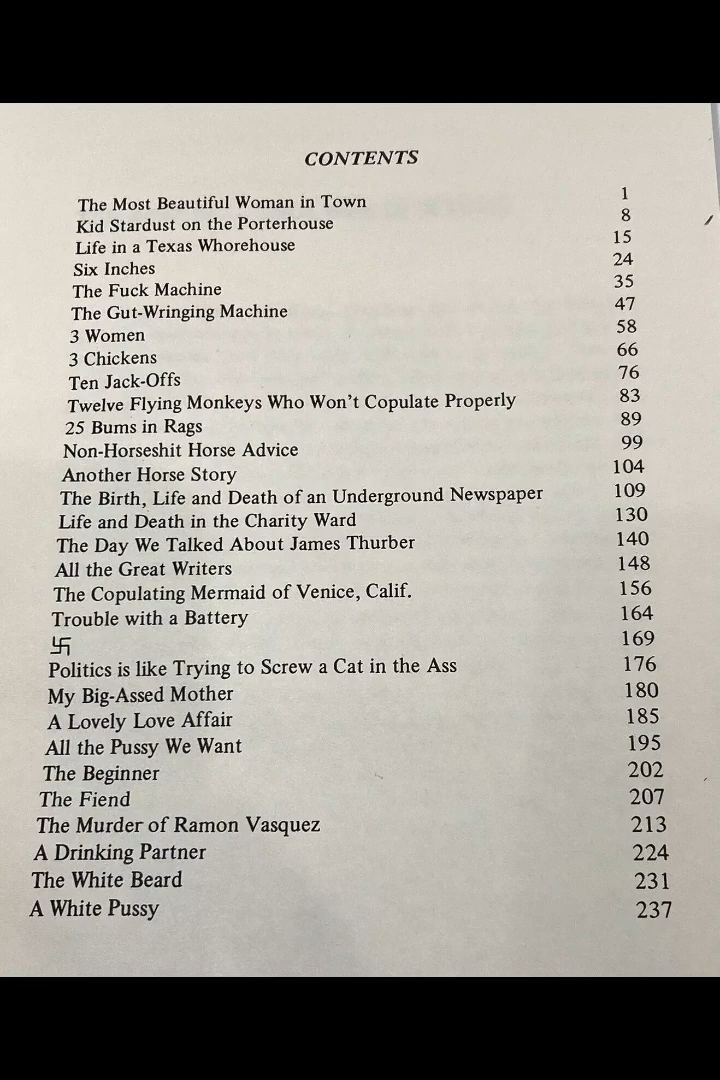 CONTENTS
The Most Beautiful Woman in Town 1
Kid Stardust on the Porterhouse 8
Life in a Texas Whorehouse 15
Six Inches 24
The Fuck Machine 35
The Gut-Wringing Machine 47
3 Women 58
3 Chickens 66
Ten Jack-Offs 76
Twelve Flying Monkeys Who Won't Copulate Properly 83
25 Bums in Rags 89
Non-Horseshit Horse Advice 99
Another Horse Story 104
The Birth, Life and Death of an Underground Newspaper 109
Life and Death in the Charity Ward 130
The Day We Talked About James Thurber 140
All the Great Writers 148
The Copulating Mermaid of Venice, Calif. 156
Trouble with a Battery 164
卐 169
Politics is like Trying to Screw a Cat in the Ass 176
My Big-Assed Mother 180
A Lovely Love Affair 185
All the Pussy We Want 195
The Beginner 202
The Fiend 207
The Murder of Ramon Vasquez 213
A Drinking Partner 224
The White Beard 231
A White Pussy 237